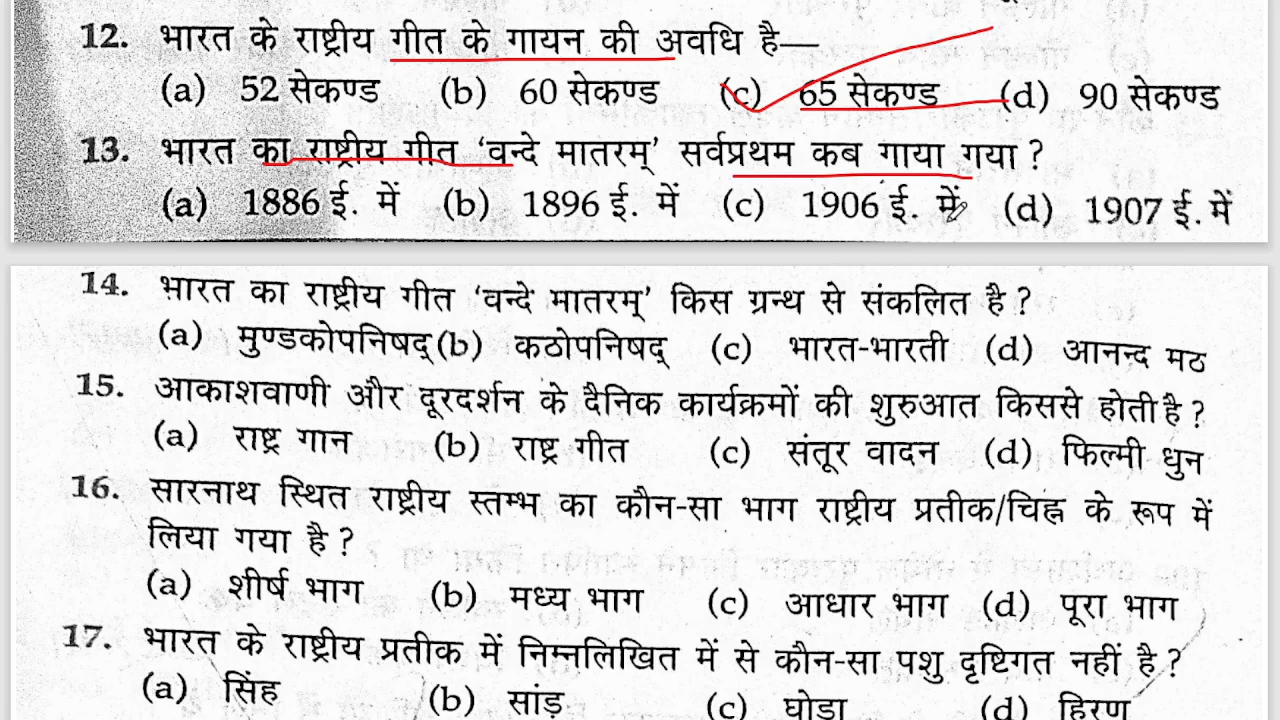 12. भारत के राष्ट्रीय गीत के गायन की अवधि है—
(a) 52 सेकण्ड (b) 60 सेकण्ड (c) 65 सेकण्ड (d) 90 सेकण्ड
13. भारत का राष्ट्रीय गीत ‘वन्दे मातरम्’ सर्वप्रथम कब गाया गया ?
(a) 1886 ई. में (b) 1896 ई. में (c) 1906 ई. में (d) 1907 ई. में
14. भारत का राष्ट्रीय गीत ‘वन्दे मातरम्’ किस ग्रन्थ से संकलित है ?
(a) मुण्डकोपनिषद् (b) कठोपनिषद् (c) भारत-भारती (d) आनन्द मठ
15. आकाशवाणी और दूरदर्शन के दैनिक कार्यक्रमों की शुरुआत किससे होती है ?
(a) राष्ट्र गान (b) राष्ट्र गीत (c) संतूर वादन (d) फिल्मी धुन
16. सारनाथ स्थित राष्ट्रीय स्तम्भ का कौन-सा भाग राष्ट्रीय प्रतीक/चिह्न के रूप में
लिया गया है ?
(a) शीर्ष भाग (b) मध्य भाग (c) आधार भाग (d) पूरा भाग
17. भारत के राष्ट्रीय प्रतीक में निम्नलिखित में से कौन-सा पशु दृष्टिगत नहीं है ?
(a) सिंह (b) सांड़ (c) घोड़ा (d) हिरण